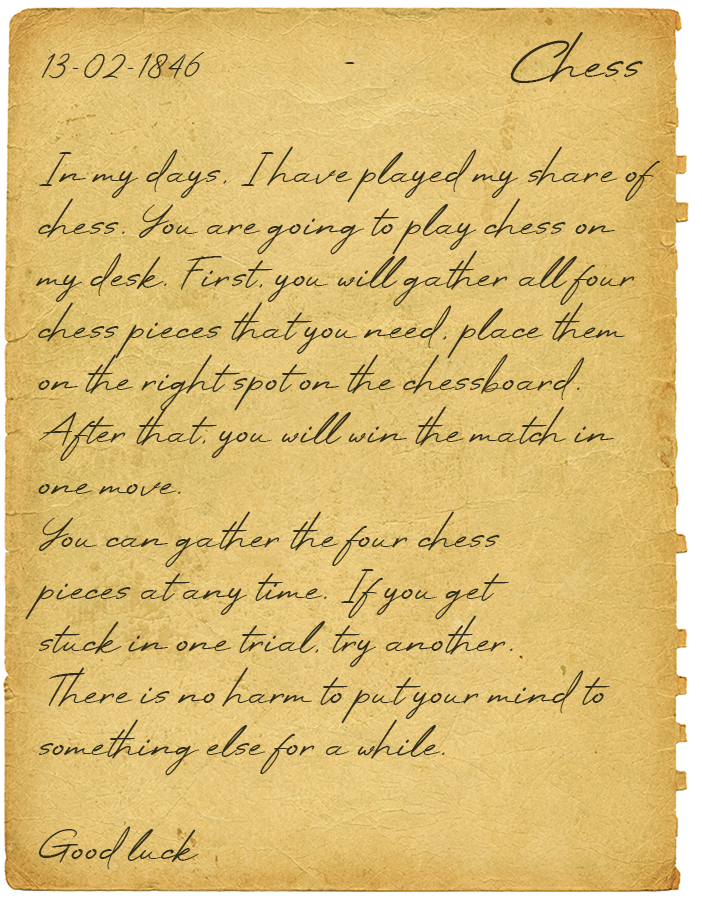 13-02-1846 - Chess
In my days, I have played my share of
chess. You are going to play chess on
my desk. First, you will gather all four
chess pieces that you need, place them
on the right spot on the chessboard.
After that, you will win the match in
one move.
You can gather the four chess
pieces at any time. If you get
stuck in one trial, try another.
There is no harm to put your mind to
something else for a while.
Good luck